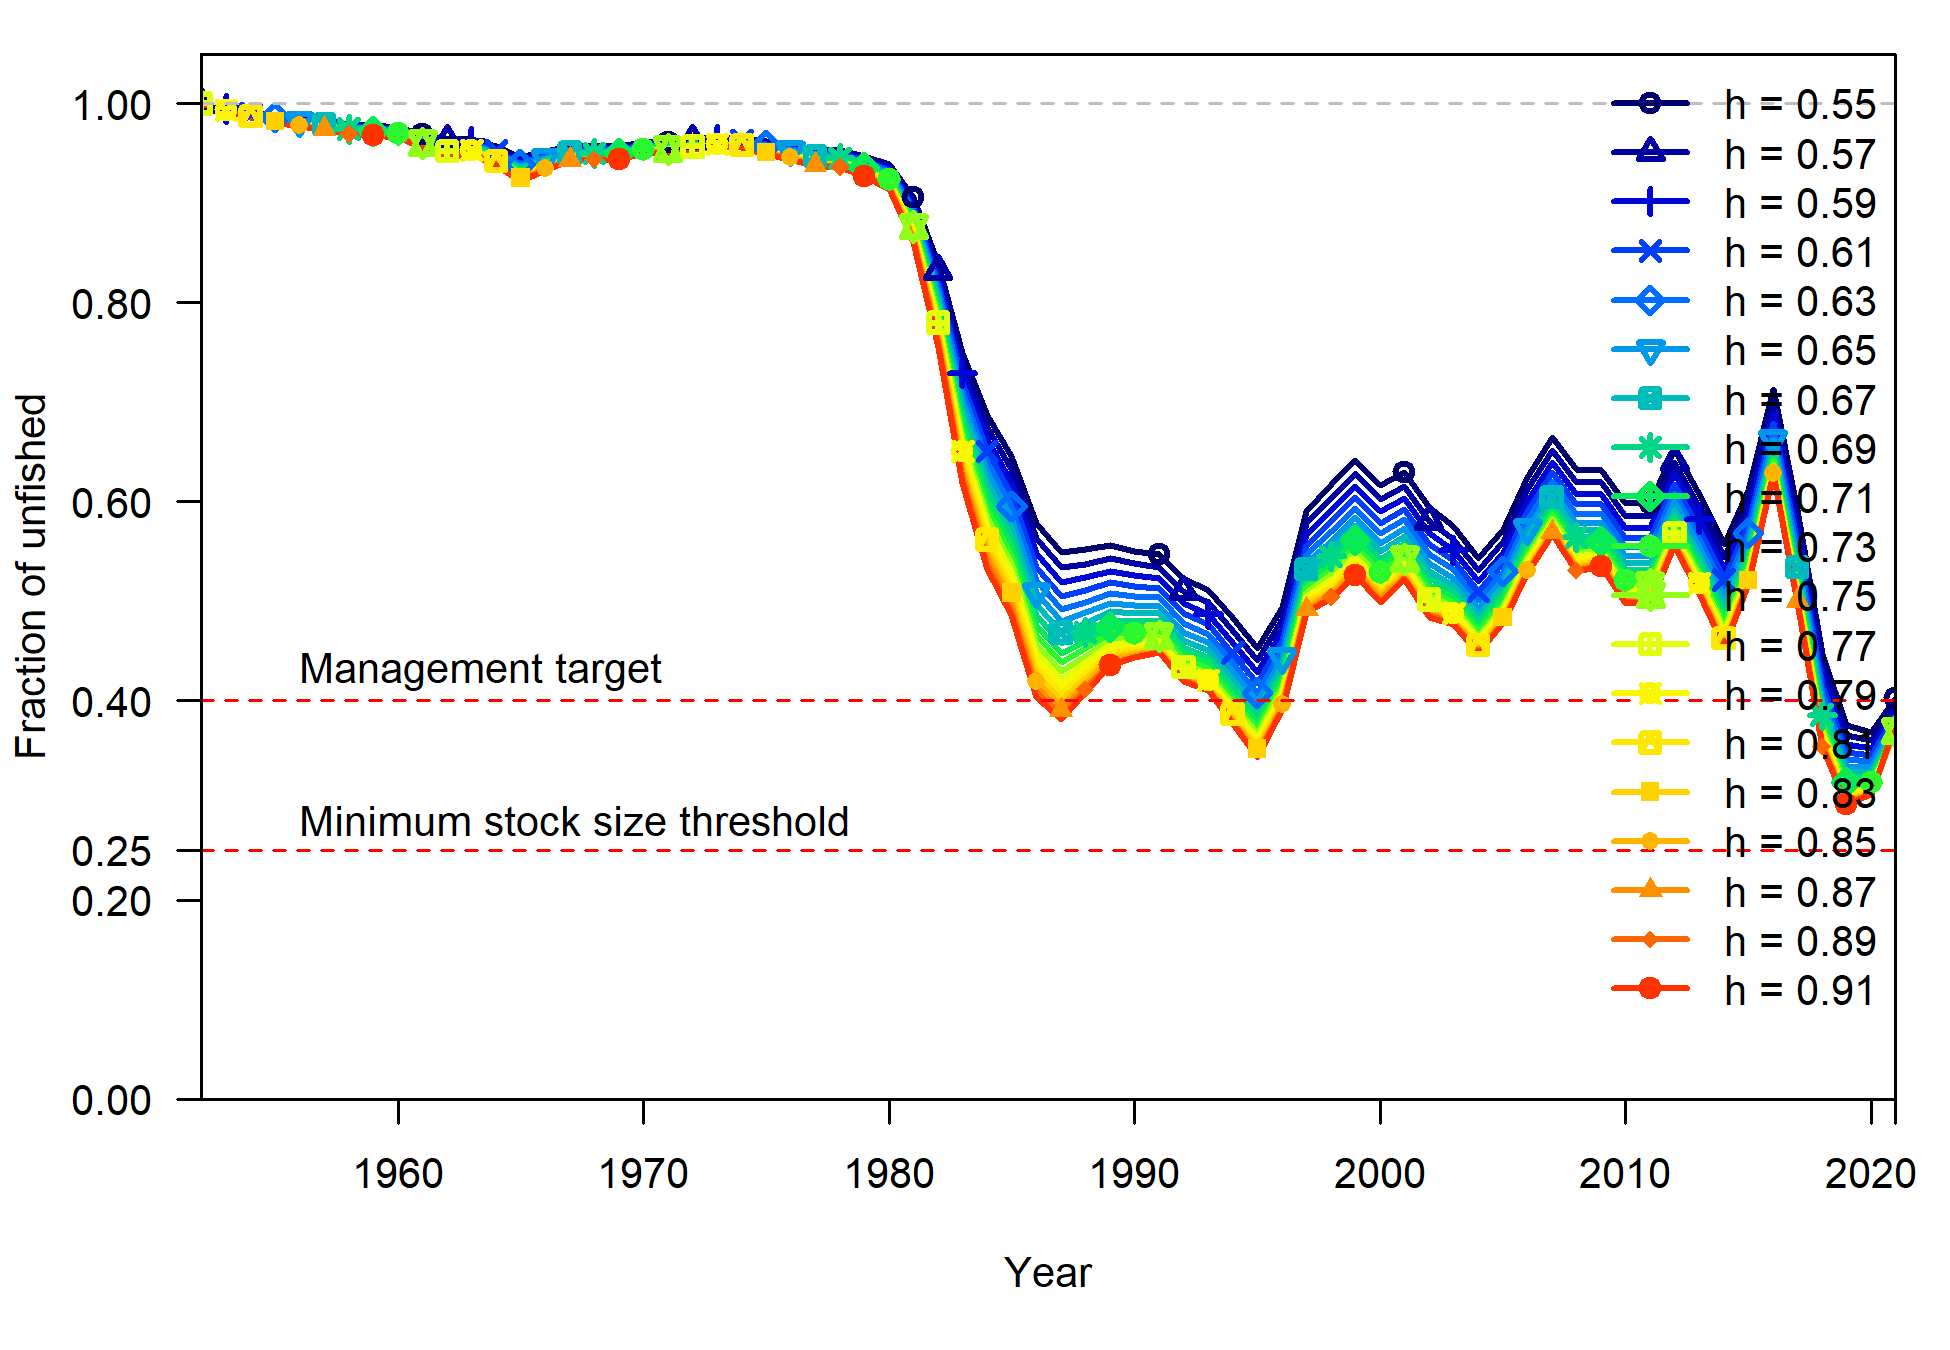 Fraction of unfished
1.00
0.80
0.60
0.40
0.25
0.20
0.00
Management target
Minimum stock size threshold
h = 0.55
h = 0.57
h = 0.59
h = 0.61
h = 0.63
h = 0.65
h = 0.67
h = 0.69
h = 0.71
h = 0.73
h = 0.75
h = 0.77
h = 0.79
h = 0.81
h = 0.83
h = 0.85
h = 0.87
h = 0.89
h = 0.91
1960 1970 1980 1990 2000 2010 2020
Year